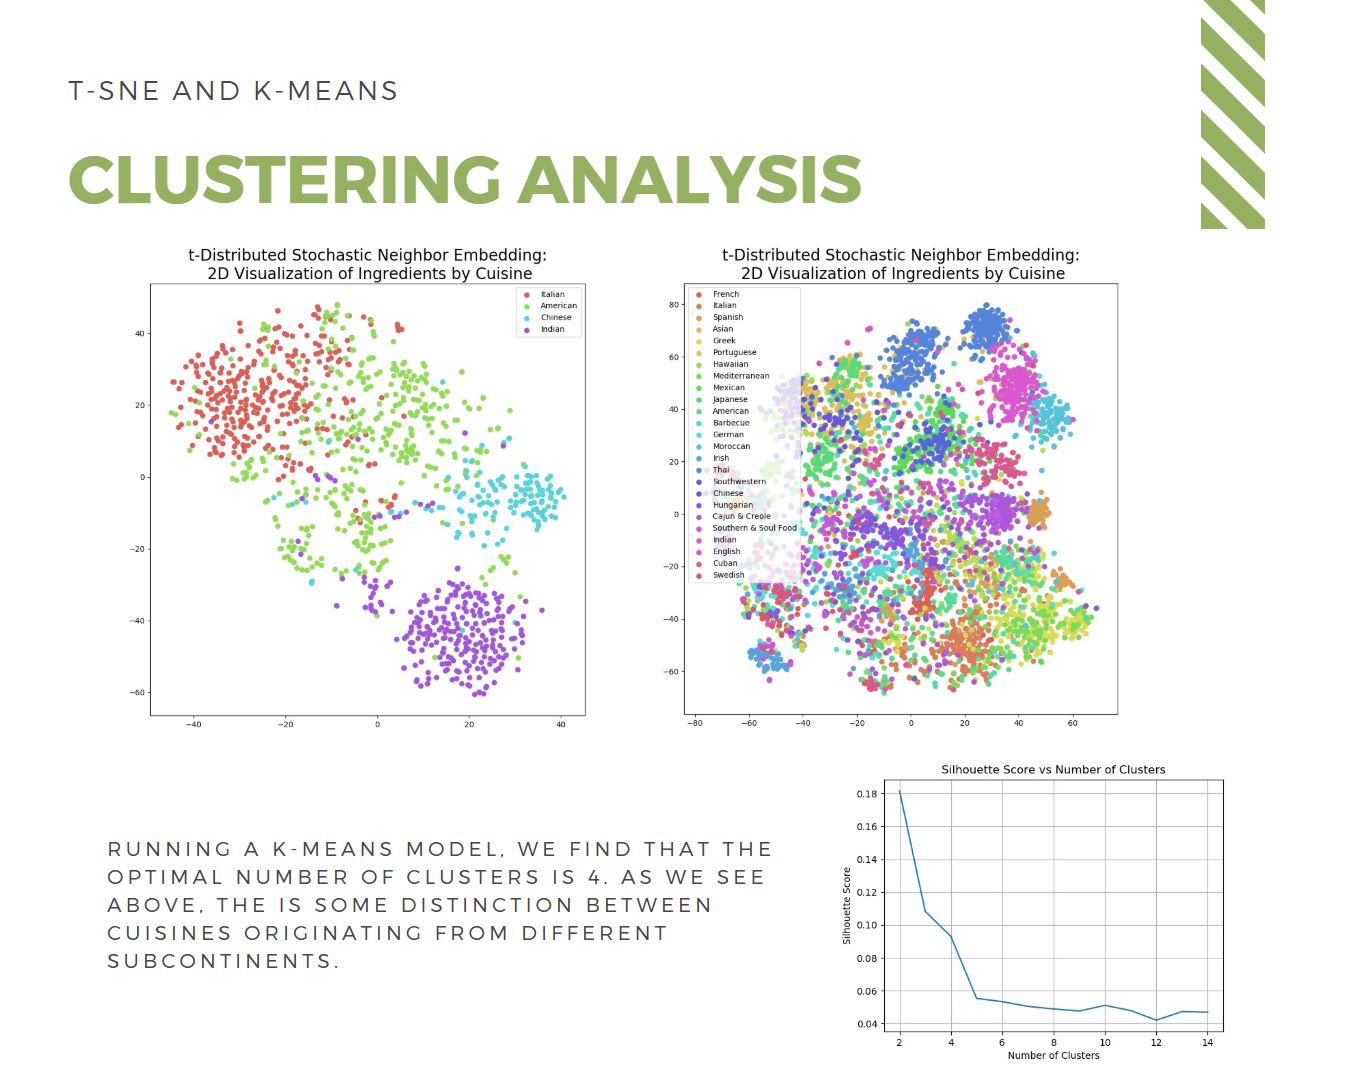 T-SNE AND K-MEANS
CLUSTERING ANALYSIS
t-Distributed Stochastic Neighbor Embedding:
2D Visualization of Ingredients by Cuisine
Italian
American
Chinese
Indian
40
20
0
−20
−40
−60
−40 −20 0 20 40
t-Distributed Stochastic Neighbor Embedding:
2D Visualization of Ingredients by Cuisine
French
Italian
Spanish
Asian
Greek
Portuguese
Hawaiian
Mediterranean
Mexican
Japanese
American
Barbecue
German
Moroccan
Irish
Thai
Southwestern
Chinese
Hungarian
Cajun & Creole
Southern & Soul Food
Indian
English
Cuban
Swedish
80
60
40
20
0
−20
−40
−60
−80 −60 −40 −20 0 20 40 60
RUNNING A K-MEANS MODEL, WE FIND THAT THE
OPTIMAL NUMBER OF CLUSTERS IS 4. AS WE SEE
ABOVE, THE IS SOME DISTINCTION BETWEEN
CUISINES ORIGINATING FROM DIFFERENT
SUBCONTINENTS.
Silhouette Score vs Number of Clusters
Silhouette Score
0.18
0.16
0.14
0.12
0.10
0.08
0.06
0.04
2 4 6 8 10 12 14
Number of Clusters